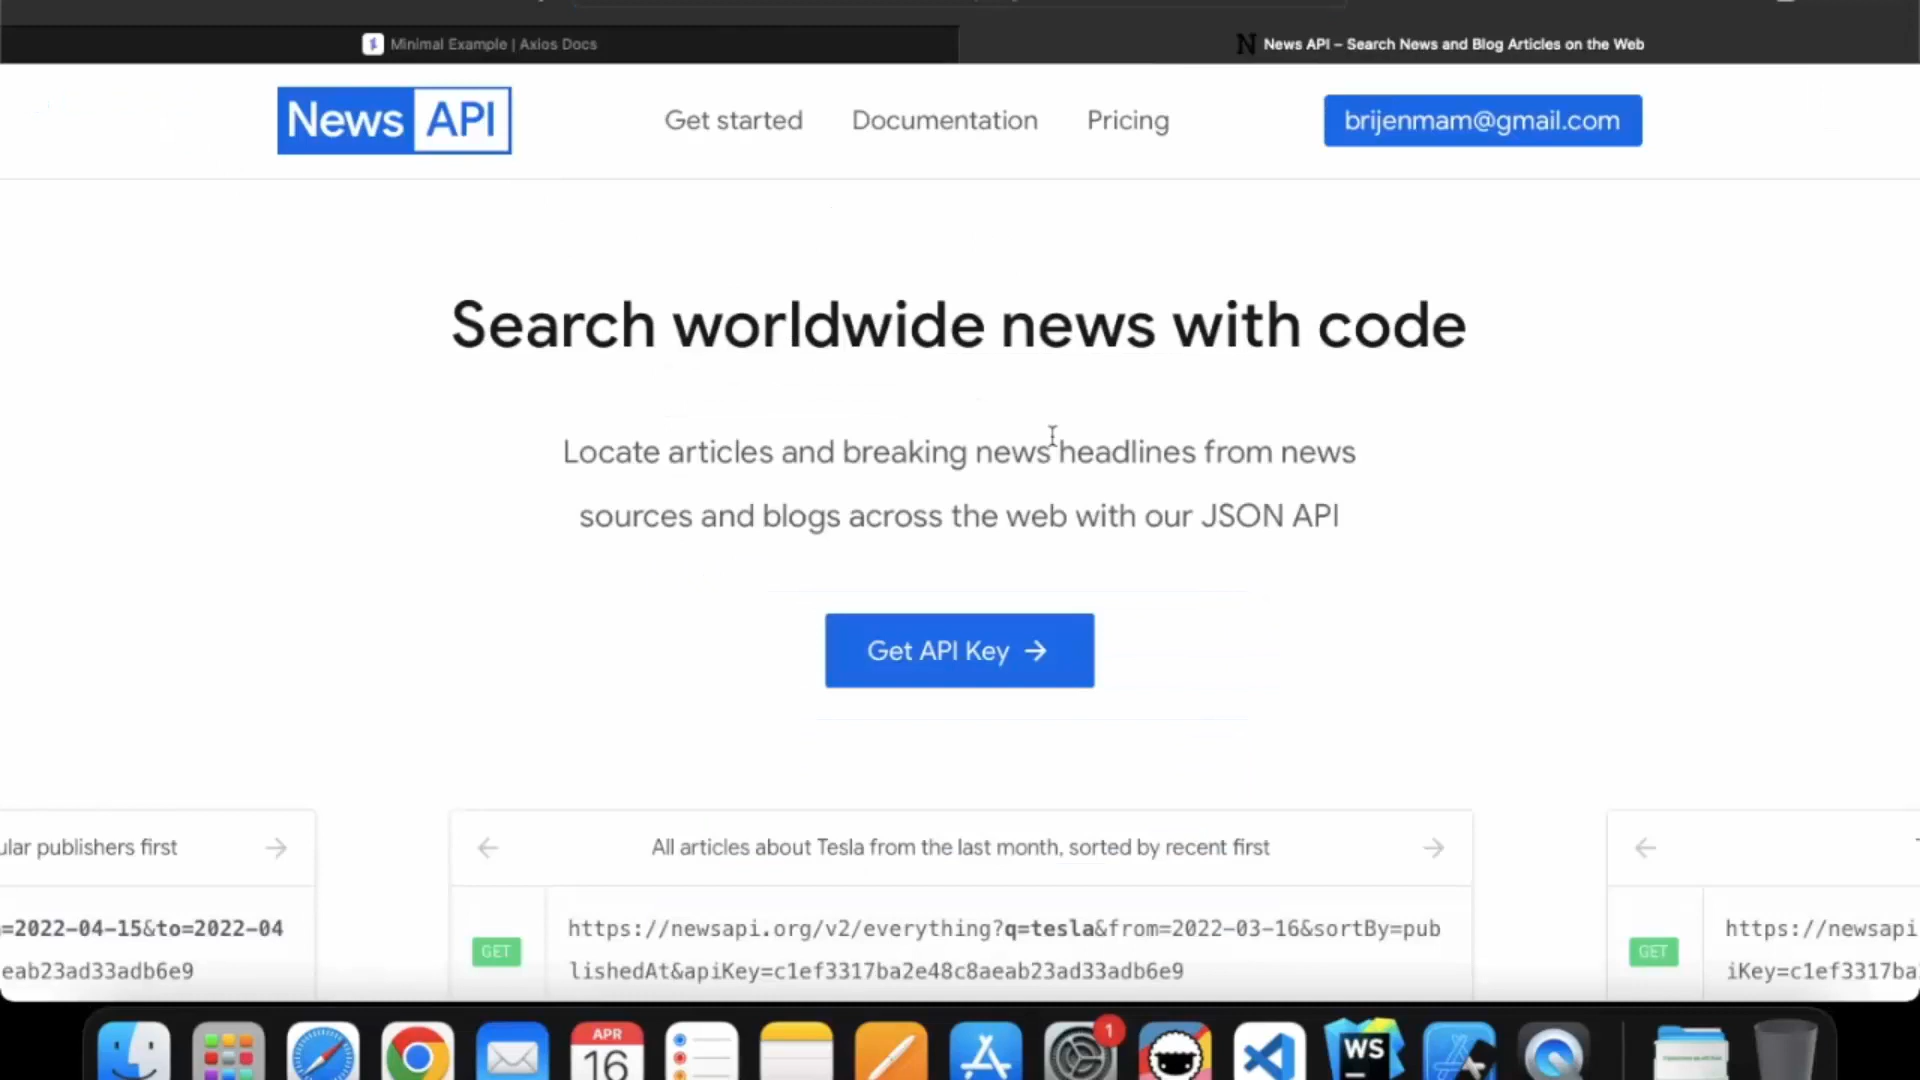 Minimal Example | Axios Docs
News API – Search News and Blog Articles on the Web
News API
Get started
Documentation
Pricing
brijenmam@gmail.com
Search worldwide news with code
Locate articles and breaking news headlines from news
sources and blogs across the web with our JSON API
Get API Key →
ular publishers first →
← All articles about Tesla from the last month, sorted by recent first →
←
=2022-04-15&to=2022-04
eab23ad33adb6e9
GET
https://newsapi.org/v2/everything?q=tesla&from=2022-03-16&sortBy=pub
lishedAt&apiKey=c1ef3317ba2e48c8aeab23ad33adb6e9
GET
https://newsapi
iKey=c1ef3317ba
APR
16
1
WS